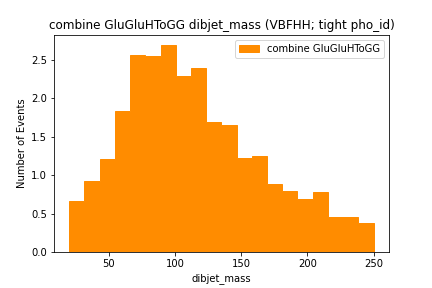 combine GluGluHToGG dibjet_mass (VBFHH; tight pho_id)
combine GluGluHToGG
Number of Events
2.5
2.0
1.5
1.0
0.5
0.0
50 100 150 200 250
dibjet_mass